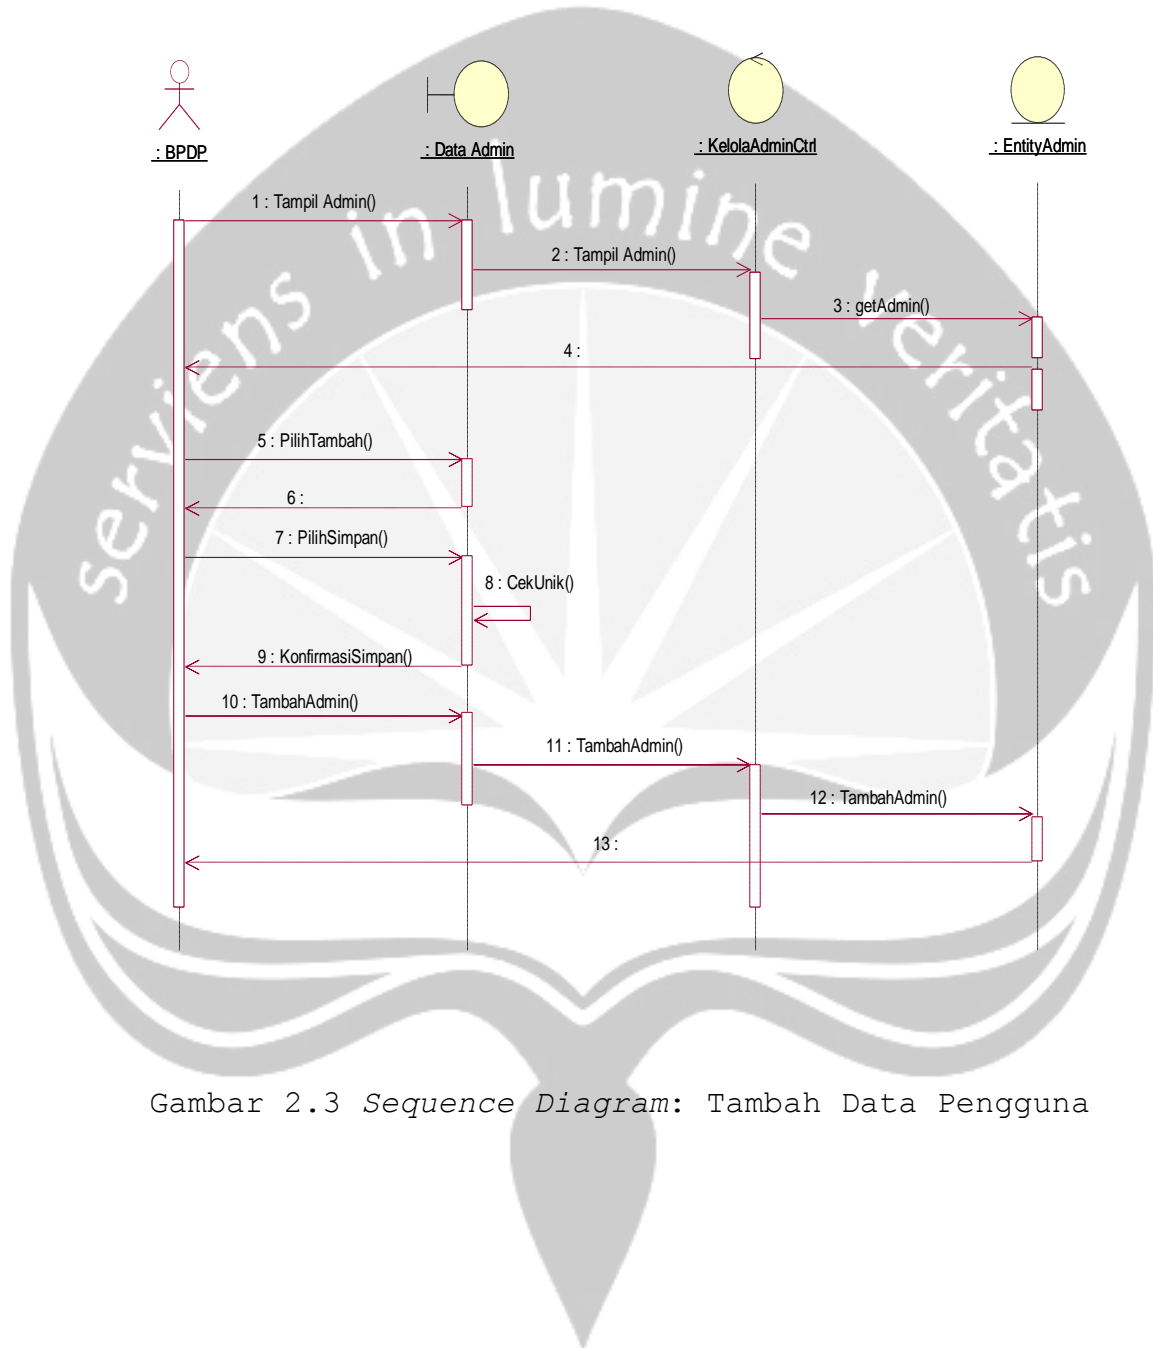 : BPDP
: Data Admin
: KelolaAdminCtrl
: EntityAdmin
serviens in lumine veritatis
1 : Tampil Admin()
2 : Tampil Admin()
3 : getAdmin()
4 :
5 : PilihTambah()
6 :
7 : PilihSimpan()
8 : CekUnik()
9 : KonfirmasiSimpan()
10 : TambahAdmin()
11 : TambahAdmin()
12 : TambahAdmin()
13 :
Gambar 2.3 Sequence Diagram: Tambah Data Pengguna